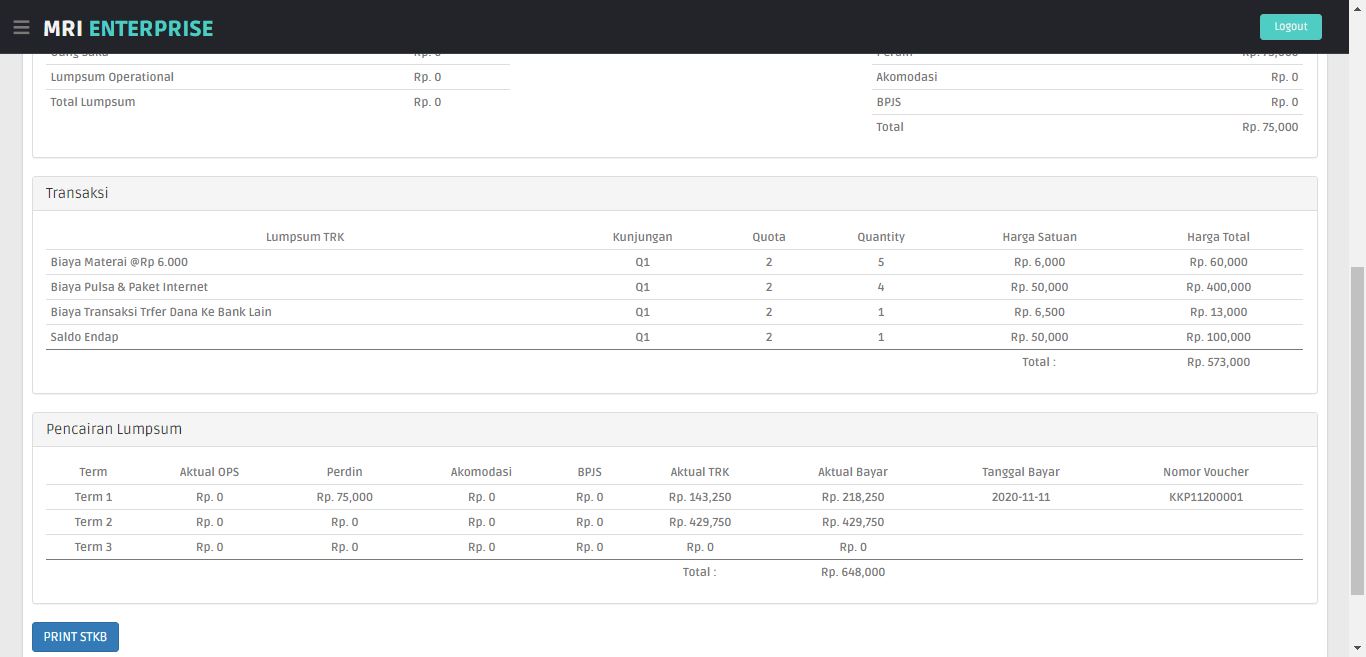 MRI ENTERPRISE Logout
Lumpsum Operational Rp. 0 Akomodasi Rp. 0
Total Lumpsum Rp. 0 BPJS Rp. 0
Total Rp. 75,000
Transaksi
Lumpsum TRK Kunjungan Quota Quantity Harga Satuan Harga Total
Biaya Materai @Rp 6.000 Q1 2 5 Rp. 6,000 Rp. 60,000
Biaya Pulsa & Paket Internet Q1 2 4 Rp. 50,000 Rp. 400,000
Biaya Transaksi Trfer Dana Ke Bank Lain Q1 2 1 Rp. 6,500 Rp. 13,000
Saldo Endap Q1 2 1 Rp. 50,000 Rp. 100,000
Total : Rp. 573,000
Pencairan Lumpsum
Term Aktual OPS Perdin Akomodasi BPJS Aktual TRK Aktual Bayar Tanggal Bayar Nomor Voucher
Term 1 Rp. 0 Rp. 75,000 Rp. 0 Rp. 0 Rp. 143,250 Rp. 218,250 2020-11-11 KKP11200001
Term 2 Rp. 0 Rp. 0 Rp. 0 Rp. 0 Rp. 429,750 Rp. 429,750
Term 3 Rp. 0 Rp. 0 Rp. 0 Rp. 0 Rp. 0 Rp. 0
Total : Rp. 648,000
PRINT STKB